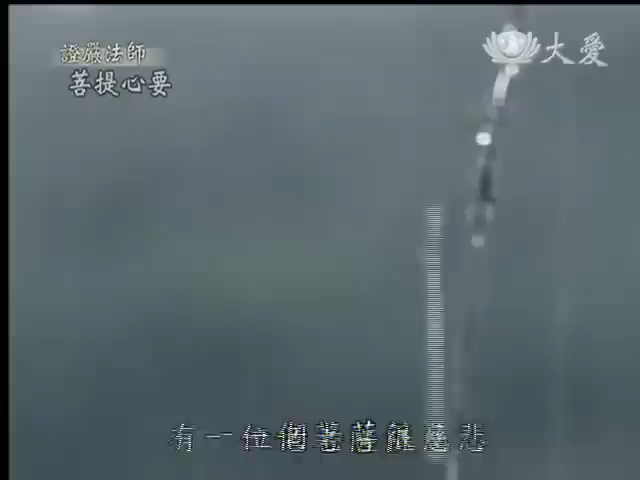 證嚴法師
菩提心要
大愛
有一位個菩薩 慈悲